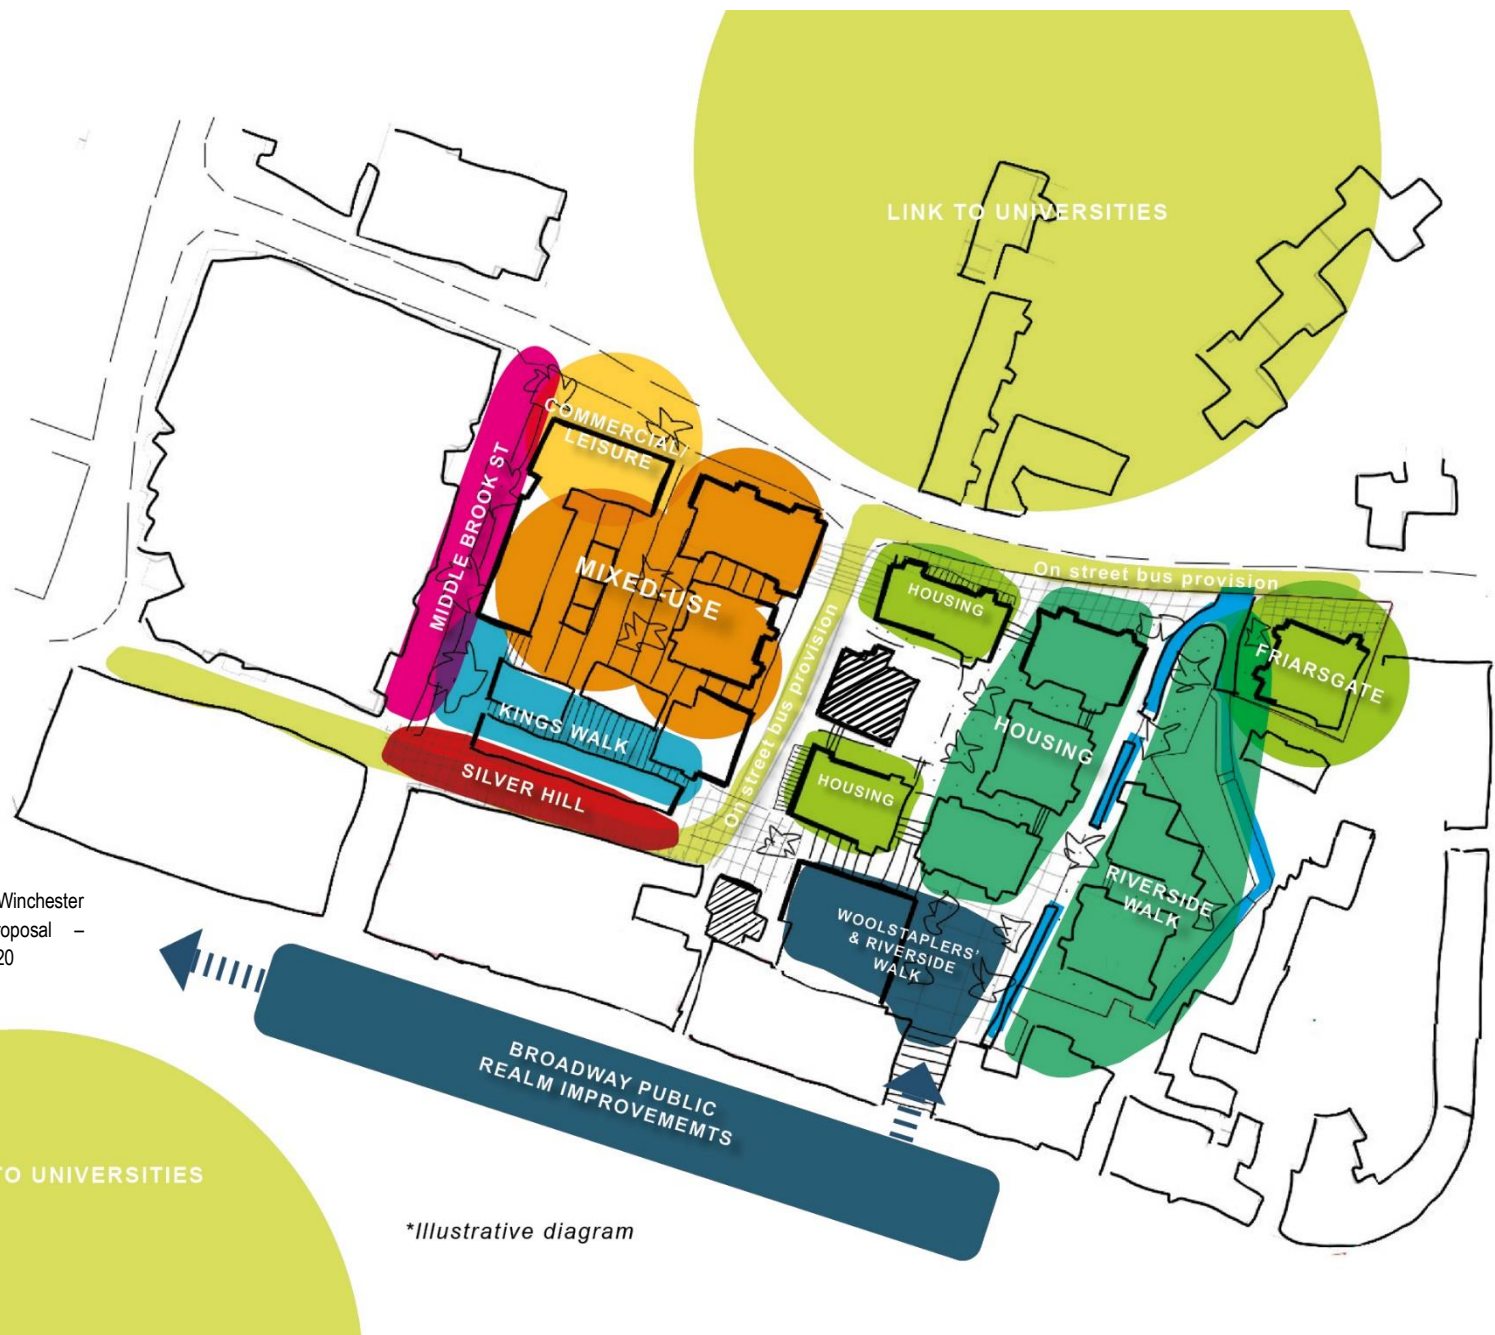 LINK TO UNIVERSITIES
COMMERCIAL/
LEISURE
MIDDLE BROOK ST
MIXED-USE
On street bus provision
HOUSING
FRIARSGATE
On street bus provision
KINGS WALK
HOUSING
SILVER HILL
HOUSING
RIVERSIDE
WALK
WOOLSTAPLERS'
& RIVERSIDE
WALK
Winchester
roposal –
20
BROADWAY PUBLIC
REALM IMPROVEMEMTS
TO UNIVERSITIES
*Illustrative diagram